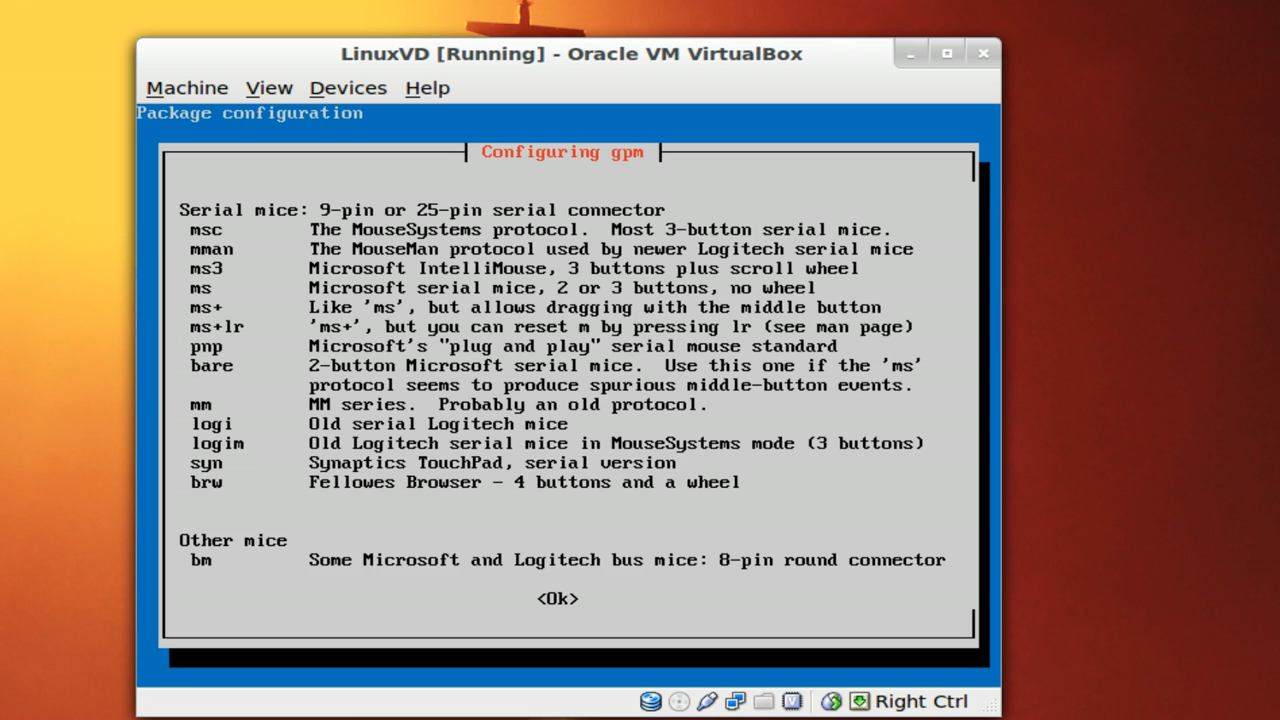 LinuxVD [Running] - Oracle VM VirtualBox
Machine View Devices Help
Package configuration
Configuring gpm
Serial mice: 9-pin or 25-pin serial connector
msc The MouseSystems protocol. Most 3-button serial mice.
mman The MouseMan protocol used by newer Logitech serial mice
ms3 Microsoft IntelliMouse, 3 buttons plus scroll wheel
ms Microsoft serial mice, 2 or 3 buttons, no wheel
ms+ Like 'ms', but allows dragging with the middle button
ms+lr 'ms+', but you can reset m by pressing lr (see man page)
pnp Microsoft's "plug and play" serial mouse standard
bare 2-button Microsoft serial mice. Use this one if the 'ms'
protocol seems to produce spurious middle-button events.
mm MM series. Probably an old protocol.
logi Old serial Logitech mice
logim Old Logitech serial mice in MouseSystems mode (3 buttons)
syn Synaptics TouchPad, serial version
brw Fellowes Browser - 4 buttons and a wheel
Other mice
bm Some Microsoft and Logitech bus mice: 8-pin round connector
<Ok>
Right Ctrl